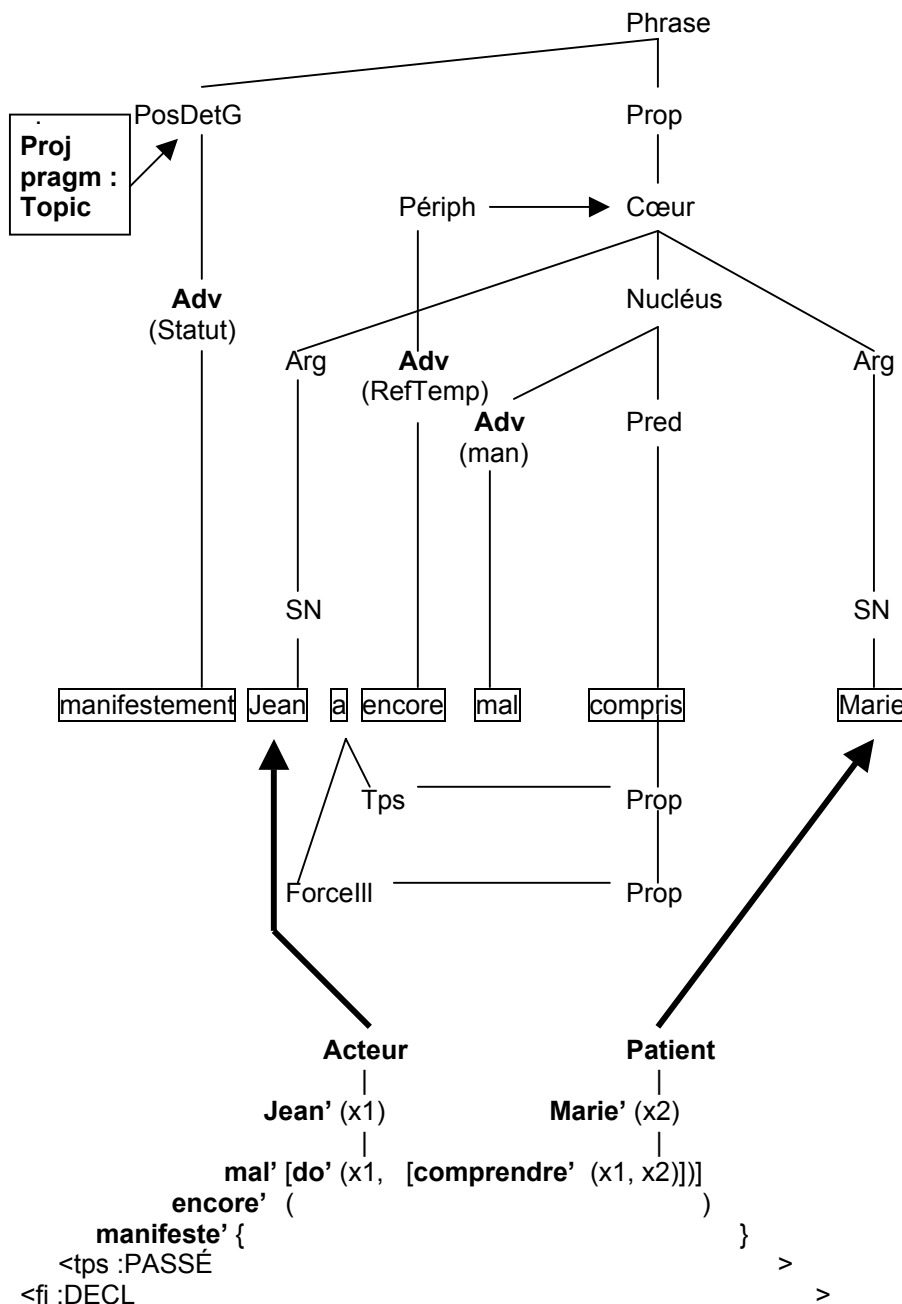 Phrase
PosDetG Prop
.
Proj
pragm :
Topic
Périph Cœur
Adv
(Statut)
Nucléus
Arg Adv Arg
(RefTemp)
Adv Pred
(man)
SN SN
manifestement Jean a encore mal compris Marie
Tps Prop
ForceIll Prop
Acteur Patient
Jean’ (x1) Marie’ (x2)
mal’ [do’ (x1, [comprendre’ (x1, x2)])]
encore’ ( )
manifeste’ { }
<tps :PASSÉ >
<fi :DECL >